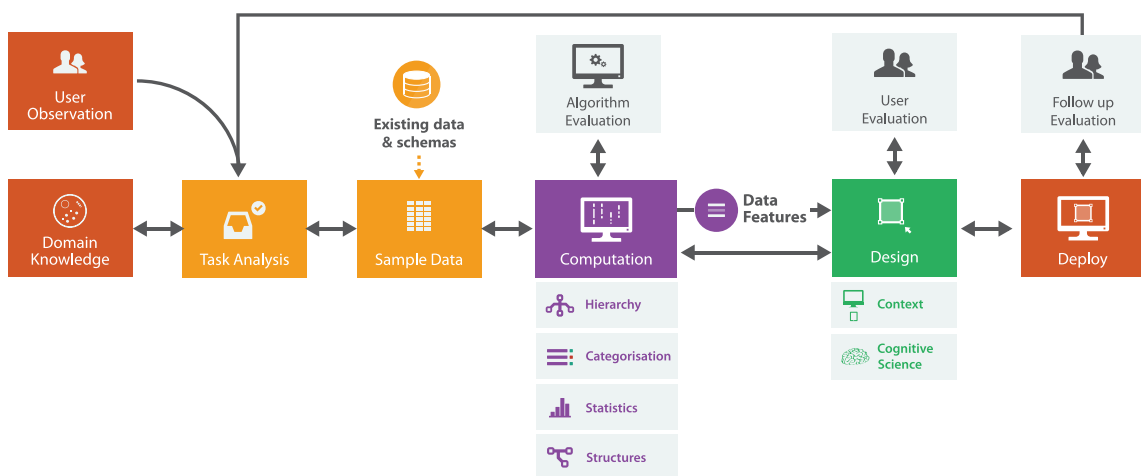 User
Observation
Existing data
& schemas
Algorithm
Evaluation
User
Evaluation
Follow up
Evaluation
Domain
Knowledge
Task Analysis
Sample Data
Computation
Data
Features
Design
Deploy
Hierarchy
Categorisation
Statistics
Structures
Context
Cognitive
Science